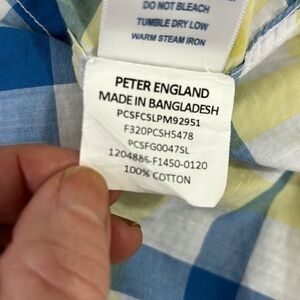 DO NOT BLEACH
TUMBLE DRY LOW
WARM STEAM IRON
PETER ENGLAND
MADE IN BANGLADESH
PCSFCSLPM92951
F320PCSH5478
PCSFG0047SL
1204886-F1450-0120
100% COTTON